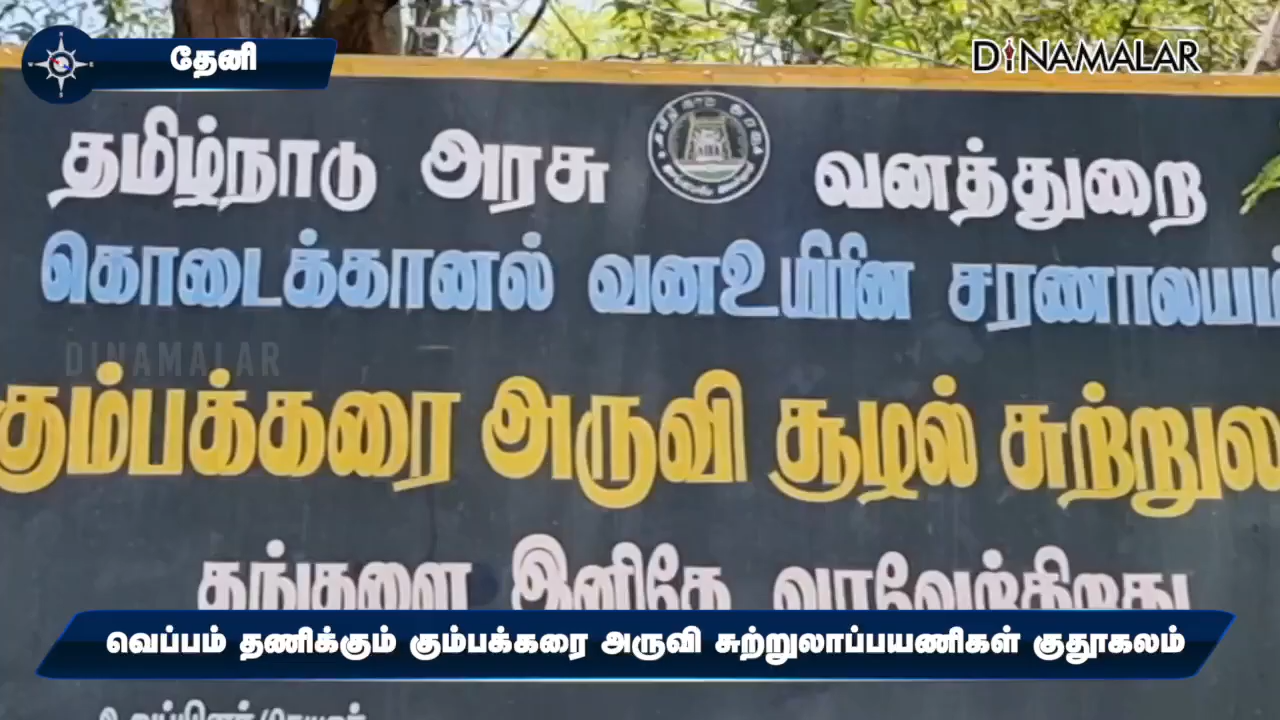 தேனி
DINAMALAR
தமிழ்நாடு அரசு வனத்துறை
கொடைக்கானல் வனஉயிரின சரணாலயம்
DINAMALAR
கும்பக்கரை அருவி சூழல் சுற்றுல
தங்களை இனிதே வரவேற்கிறது
வெப்பம் தணிக்கும் கும்பக்கரை அருவி சுற்றுலாப்பயணிகள் குதூகலம்